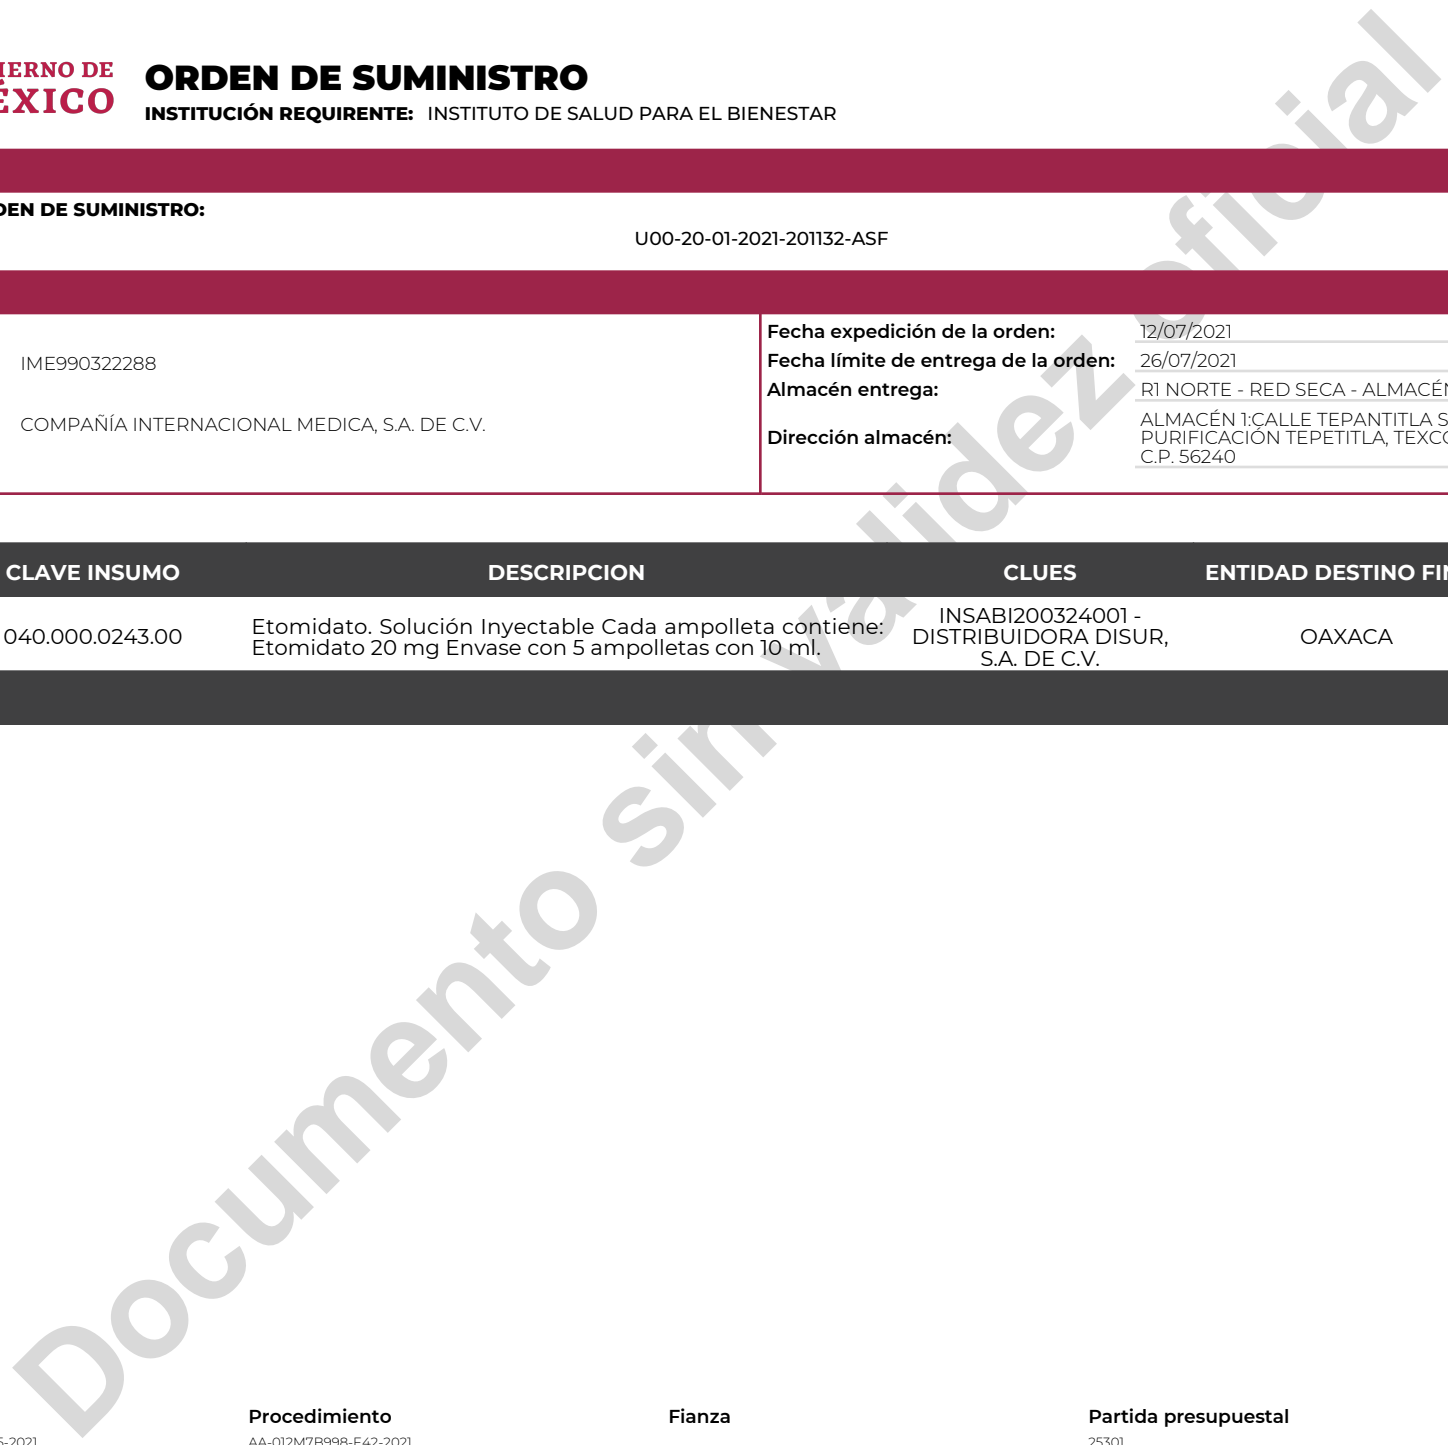 IERNO DE
ÉXICO
ORDEN DE SUMINISTRO
INSTITUCIÓN REQUIRENTE: INSTITUTO DE SALUD PARA EL BIENESTAR
DEN DE SUMINISTRO:
U00-20-01-2021-201132-ASF
IME990322288
COMPAÑÍA INTERNACIONAL MEDICA, S.A. DE C.V.
Fecha expedición de la orden: 12/07/2021
Fecha límite de entrega de la orden: 26/07/2021
Almacén entrega: R1 NORTE - RED SECA - ALMACÉN
Dirección almacén: ALMACÉN 1:CALLE TEPANTITLA S
PURIFICACIÓN TEPETITLA, TEXCO
C.P. 56240
CLAVE INSUMO DESCRIPCION CLUES ENTIDAD DESTINO FIN
040.000.0243.00
Etomidato. Solución Inyectable Cada ampolleta contiene:
Etomidato 20 mg Envase con 5 ampolletas con 10 ml.
INSABI200324001 -
DISTRIBUIDORA DISUR,
S.A. DE C.V.
OAXACA
Documento sin validez oficial
Procedimiento Fianza Partida presupuestal
5-2021 AA-012M7B998-E42-2021 25301